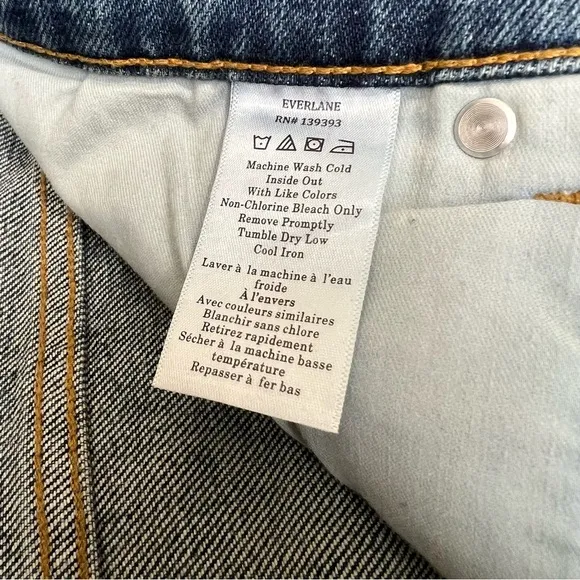 EVERLANE
RN# 139393
Machine Wash Cold
Inside Out
With Like Colors
Non-Chlorine Bleach Only
Remove Promptly
Tumble Dry Low
Cool Iron
Laver à la machine à l'eau
froide
A l'envers
Avec couleurs similaires
Blanchir sans chlore
Retirez rapidement
Sécher à la machine basse
température
Repasser à fer bas